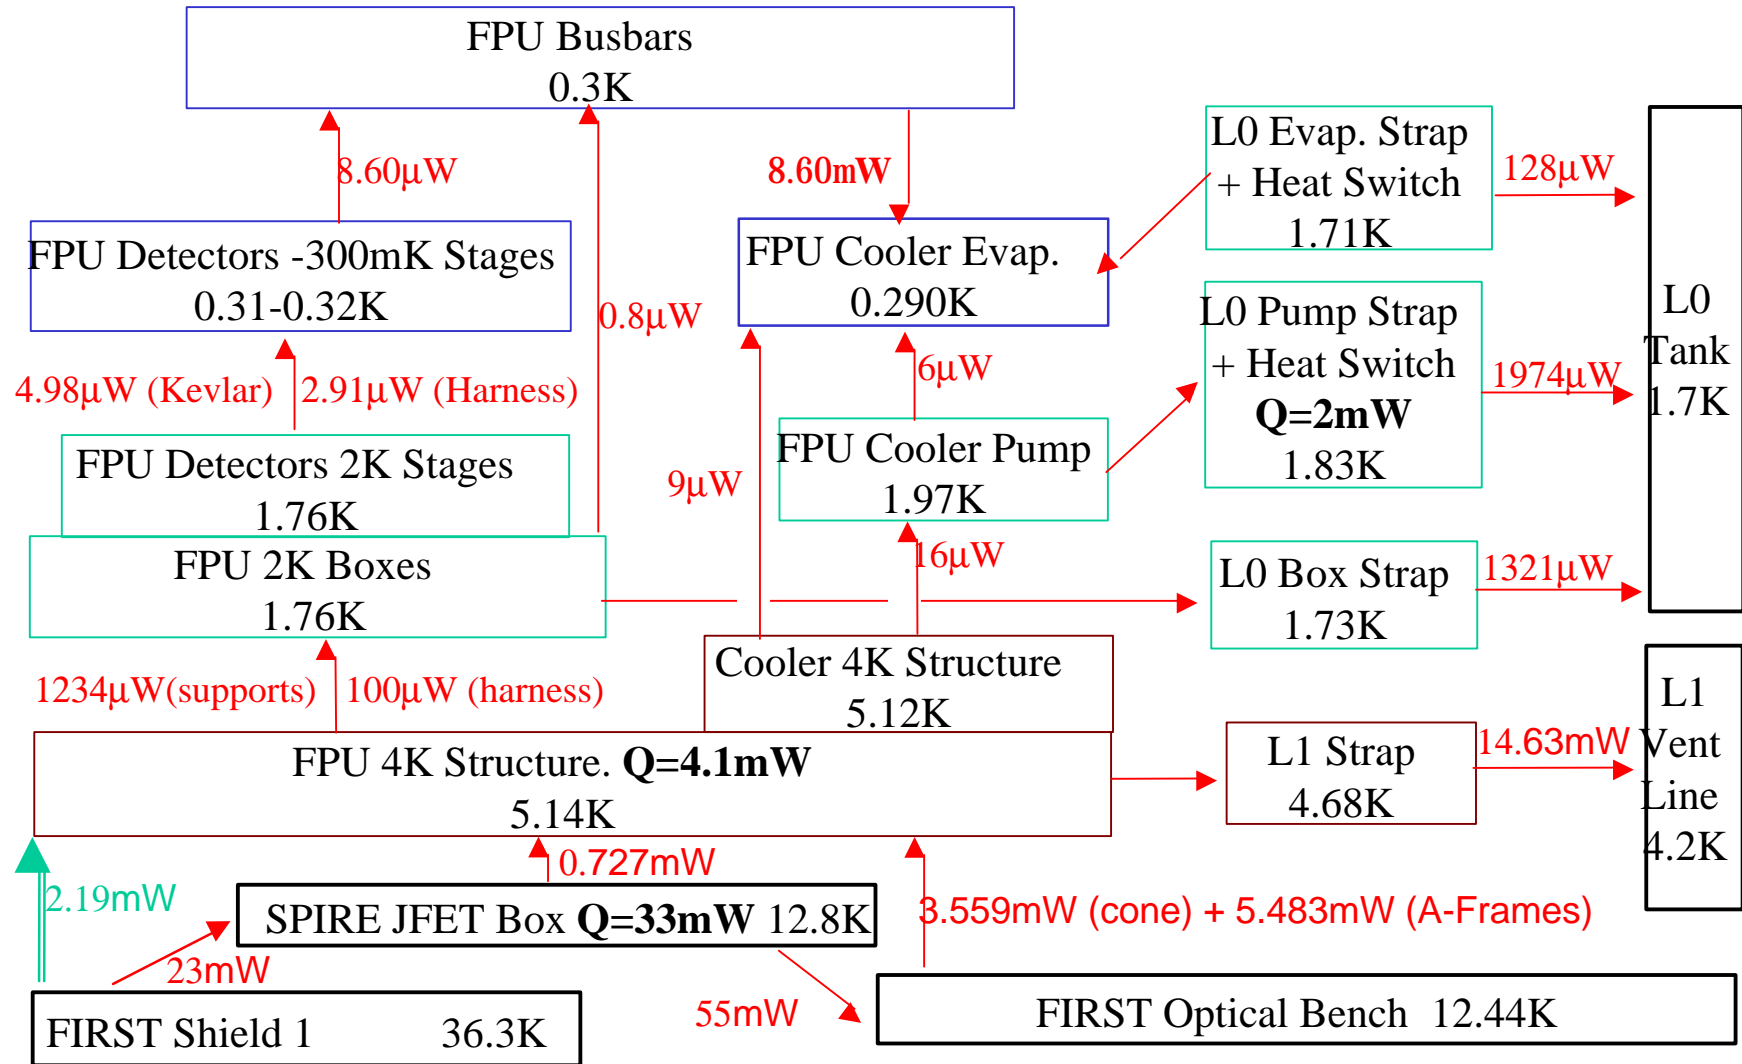 FPU Busbars
0.3K
8.60μW
8.60mW
L0 Evap. Strap
+ Heat Switch
1.71K
128μW
FPU Detectors -300mK Stages
0.31-0.32K
0.8μW
FPU Cooler Evap.
0.290K
L0
Tank
1.7K
L0 Pump Strap
+ Heat Switch
Q=2mW
1.83K
1974μW
4.98μW (Kevlar)
2.91μW (Harness)
6μW
FPU Detectors 2K Stages
1.76K
9μW
FPU Cooler Pump
1.97K
FPU 2K Boxes
1.76K
16μW
L0 Box Strap
1.73K
1321μW
1234μW(supports)
100μW (harness)
Cooler 4K Structure
5.12K
FPU 4K Structure. Q=4.1mW
5.14K
L1 Strap
4.68K
14.63mW
L1
Vent
Line
4.2K
2.19mW
0.727mW
SPIRE JFET Box Q=33mW 12.8K
3.559mW (cone) + 5.483mW (A-Frames)
23mW
55mW
FIRST Shield 1 36.3K
FIRST Optical Bench 12.44K